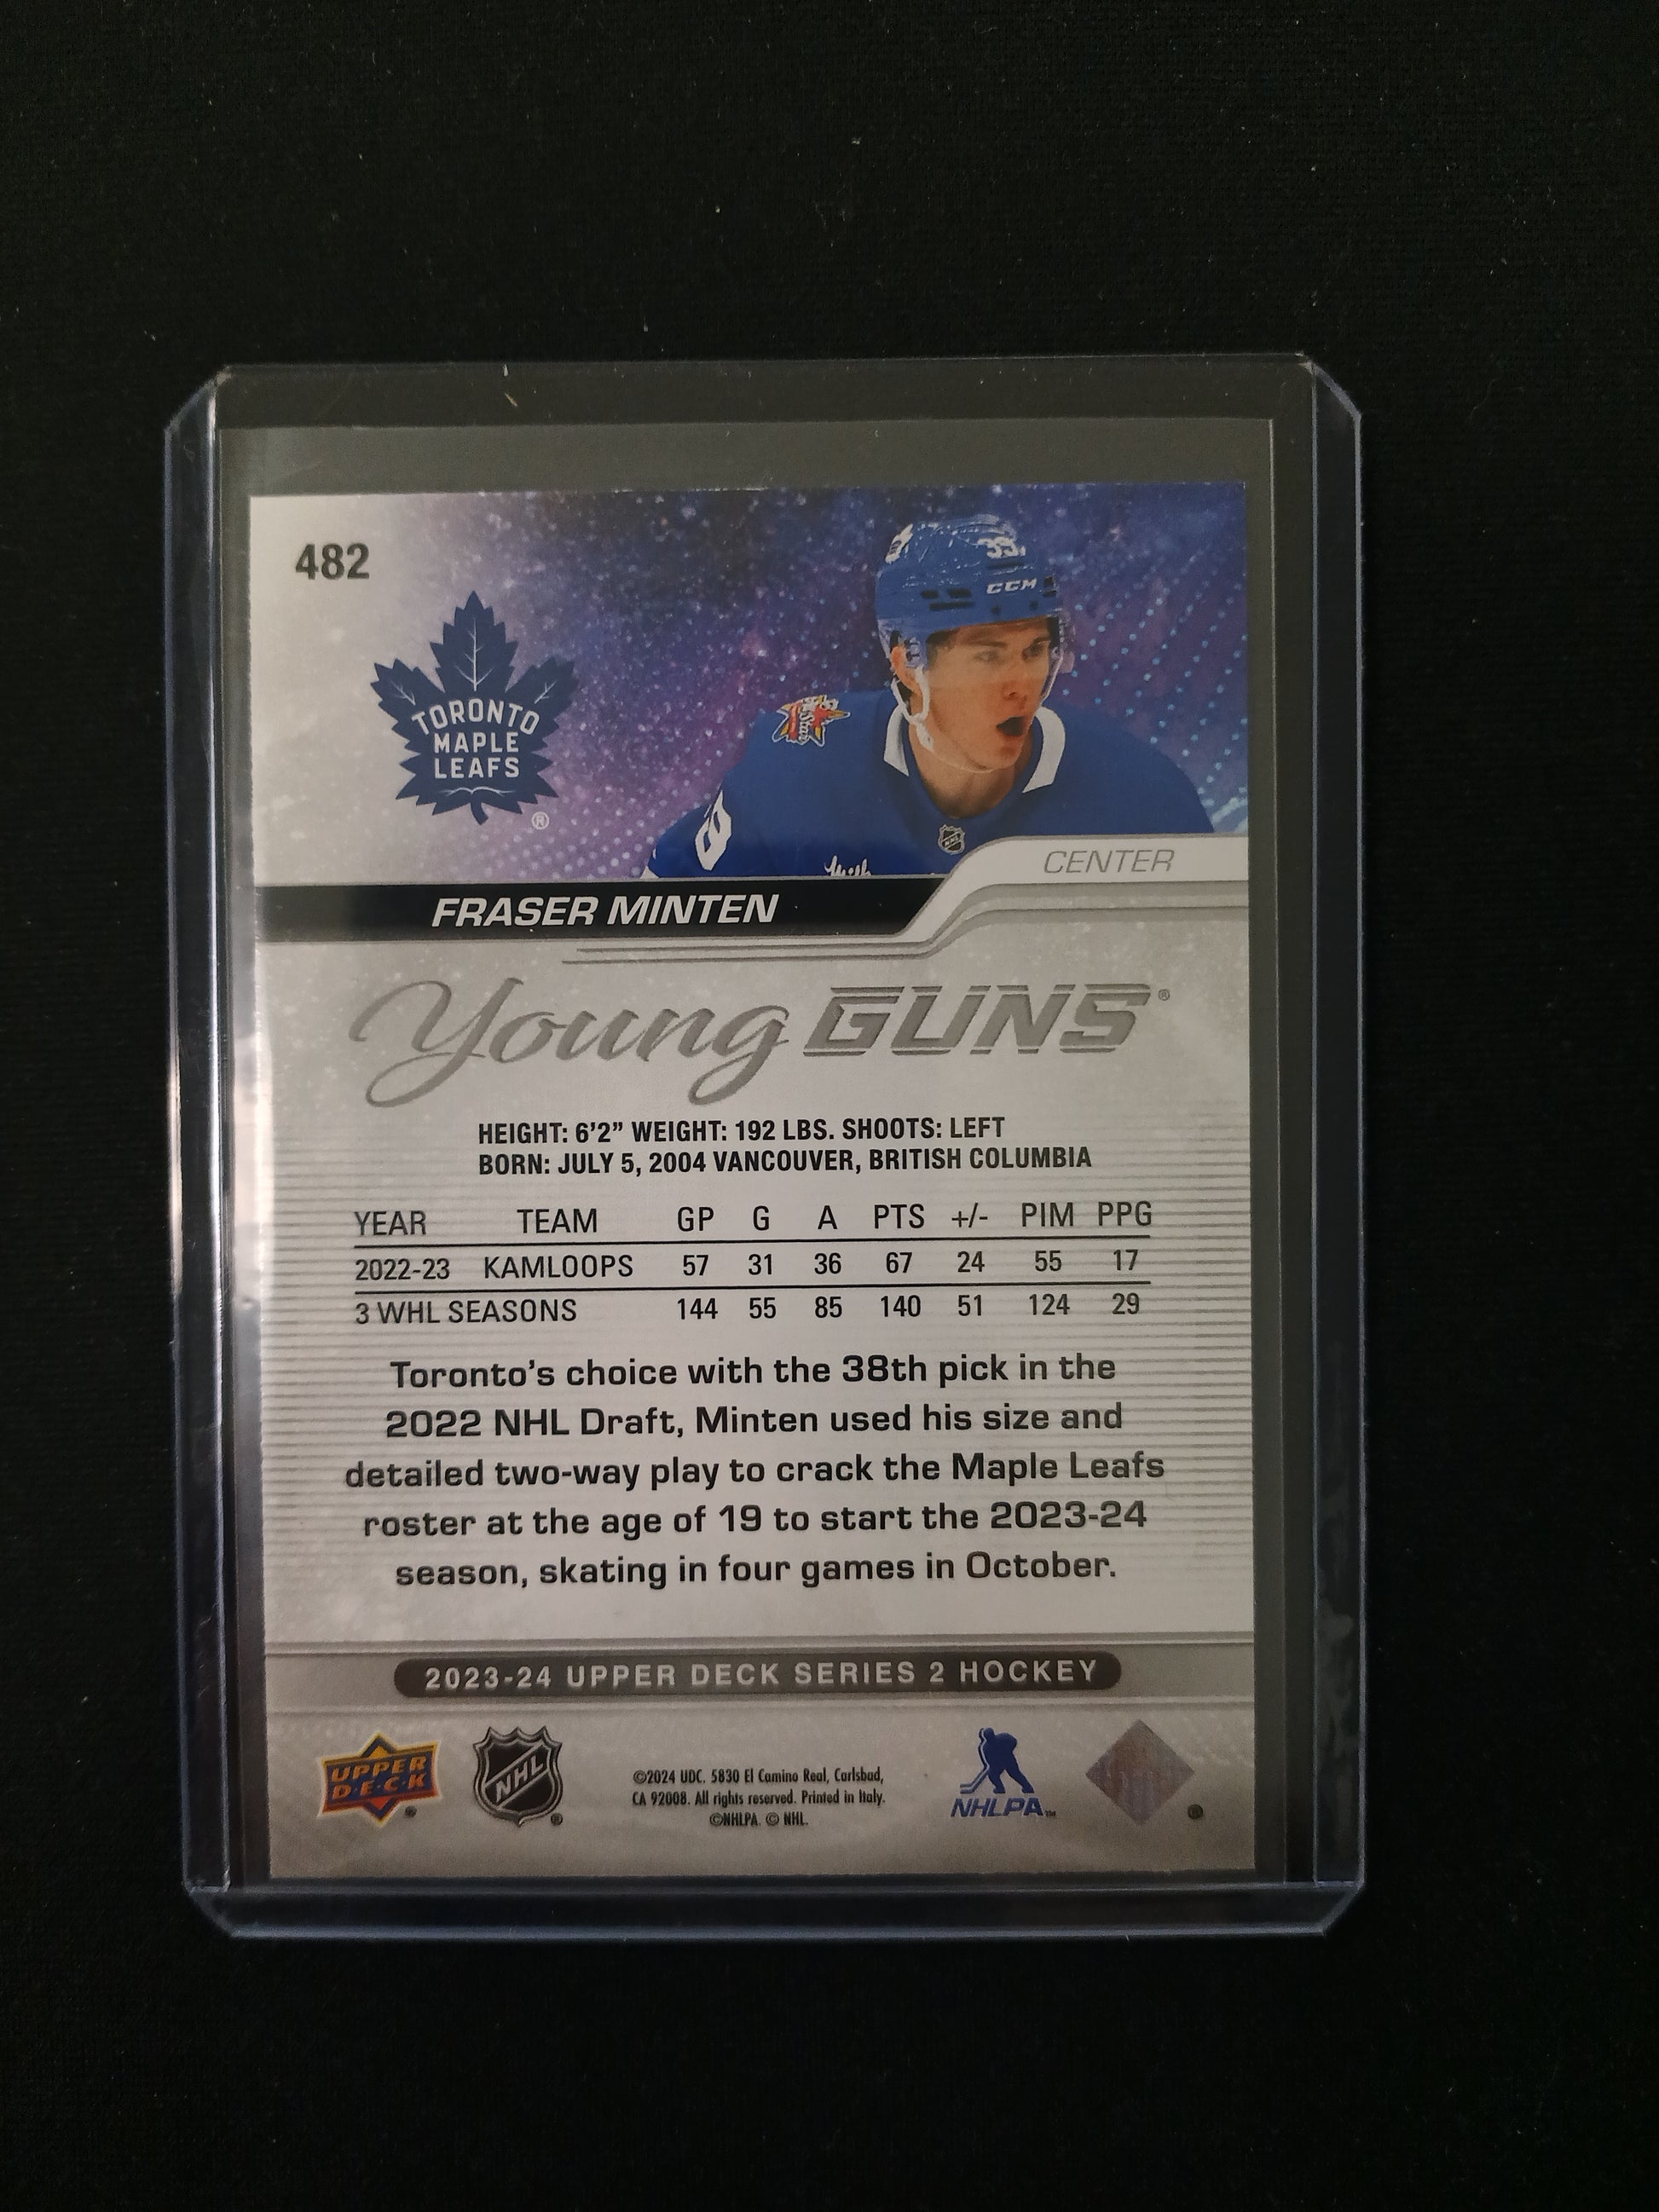 482
33
CCM
TORONTO
MAPLE
LEAFS
®
CENTER
FRASER MINTEN
Young GUNS®
HEIGHT: 6'2” WEIGHT: 192 LBS. SHOOTS: LEFT
BORN: JULY 5, 2004 VANCOUVER, BRITISH COLUMBIA
YEAR TEAM GP G A PTS +/- PIM PPG
2022-23 KAMLOOPS 57 31 36 67 24 55 17
3 WHL SEASONS 144 55 85 140 51 124 29
Toronto's choice with the 38th pick in the
2022 NHL Draft, Minten used his size and
detailed two-way play to crack the Maple Leafs
roster at the age of 19 to start the 2023-24
season, skating in four games in October.
2023-24 UPPER DECK SERIES 2 HOCKEY
UPPER
DECK
®
NHL
®
©2024 UDC. 5830 El Camino Real, Carlsbad,
CA 92008. All rights reserved. Printed in Italy.
©NHLPA. © NHL.
NHLPA™
®